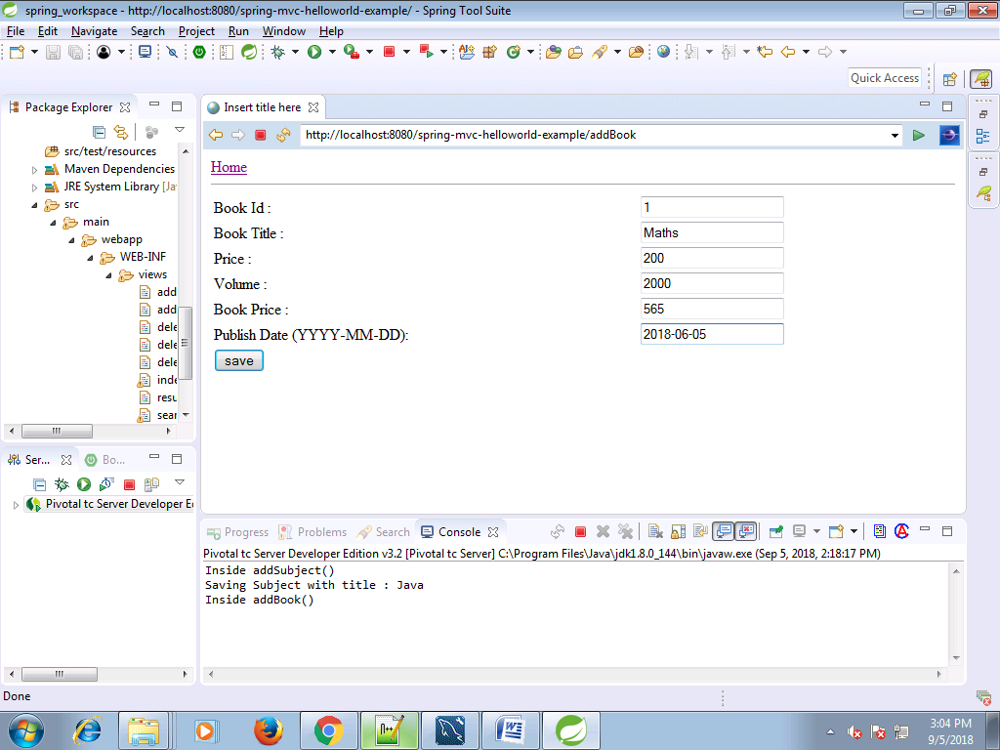 spring_workspace - http://localhost:8080/spring-mvc-helloworld-example/ - Spring Tool Suite
File Edit Navigate Search Project Run Window Help
Quick Access
Package Explorer
src/test/resources
Maven Dependencies
JRE System Library [Ja
src
main
webapp
WEB-INF
views
add
add
dele
dele
dele
inde
resu
sear
Insert title here
http://localhost:8080/spring-mvc-helloworld-example/addBook
Home
Book Id : 1
Book Title : Maths
Price : 200
Volume : 2000
Book Price : 565
Publish Date (YYYY-MM-DD): 2018-06-05
save
Ser... Bo...
Pivotal tc Server Developer E
Progress Problems Search Console
Pivotal tc Server Developer Edition v3.2 [Pivotal tc Server] C:\Program Files\Java\jdk1.8.0_144\bin\javaw.exe (Sep 5, 2018, 2:18:17 PM)
Inside addSubject()
Saving Subject with title : Java
Inside addBook()
Done
3:04 PM
9/5/2018